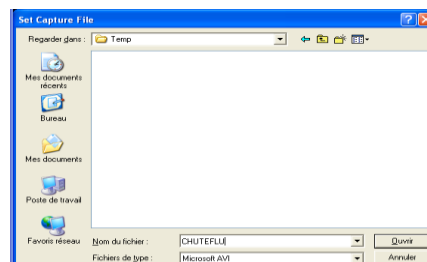 Set Capture File
Regarder dans :
Temp
Mes documents
récents
Bureau
Mes documents
Poste de travail
Favoris réseau
Nom du fichier :
CHUTEFLU
Ouvrir
Fichiers de type :
Microsoft AVI
Annuler